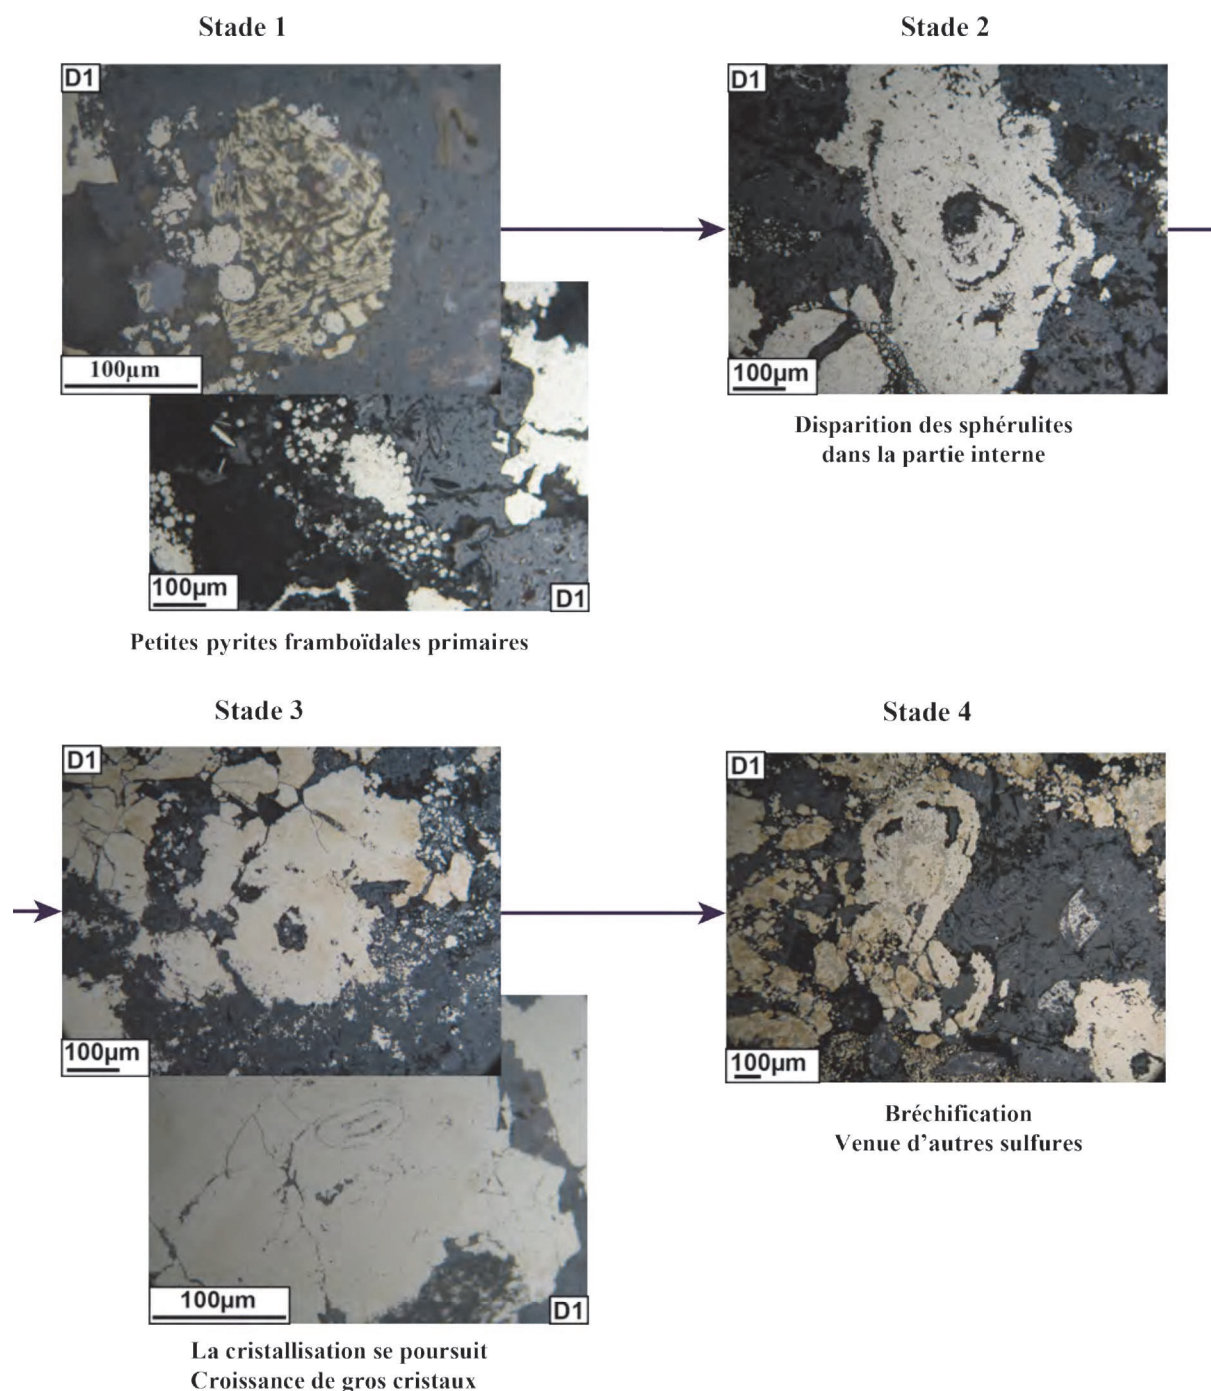 Stade 1
Stade 2
D1
D1
100µm
100µm
Disparition des sphérulites
dans la partie interne
100µm
D1
Petites pyrites framboïdales primaires
Stade 3
Stade 4
D1
D1
100µm
100µm
Bréchification
Venue d'autres sulfures
100µm
D1
La cristallisation se poursuit
Croissance de gros cristaux